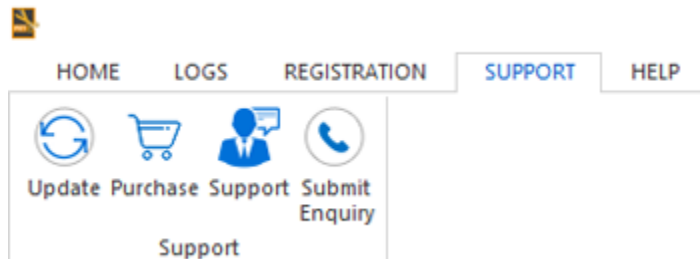 HOME LOGS REGISTRATION SUPPORT HELP
Update Purchase Support Submit
Enquiry
Support